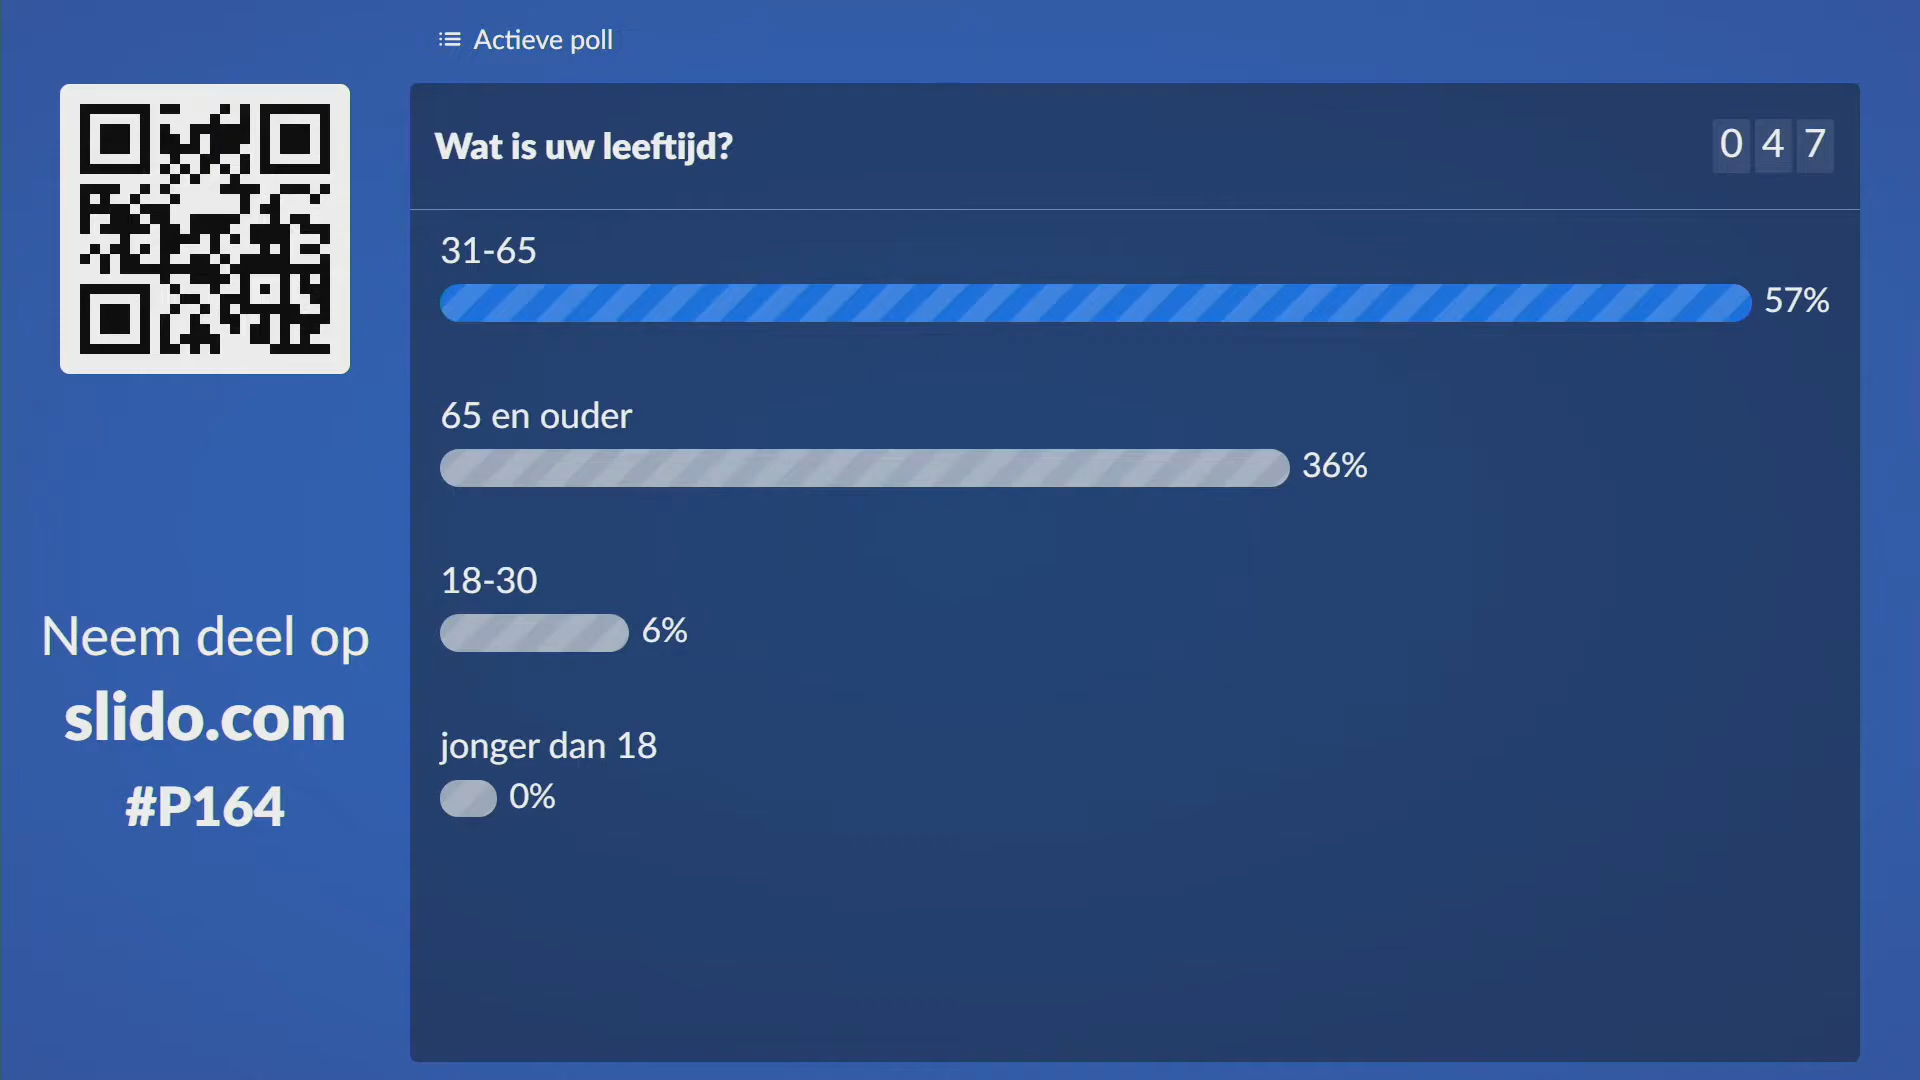 Actieve poll
Wat is uw leeftijd?
047
31-65
57%
65 en ouder
36%
18-30
6%
jonger dan 18
0%
Neem deel op
slido.com
#P164